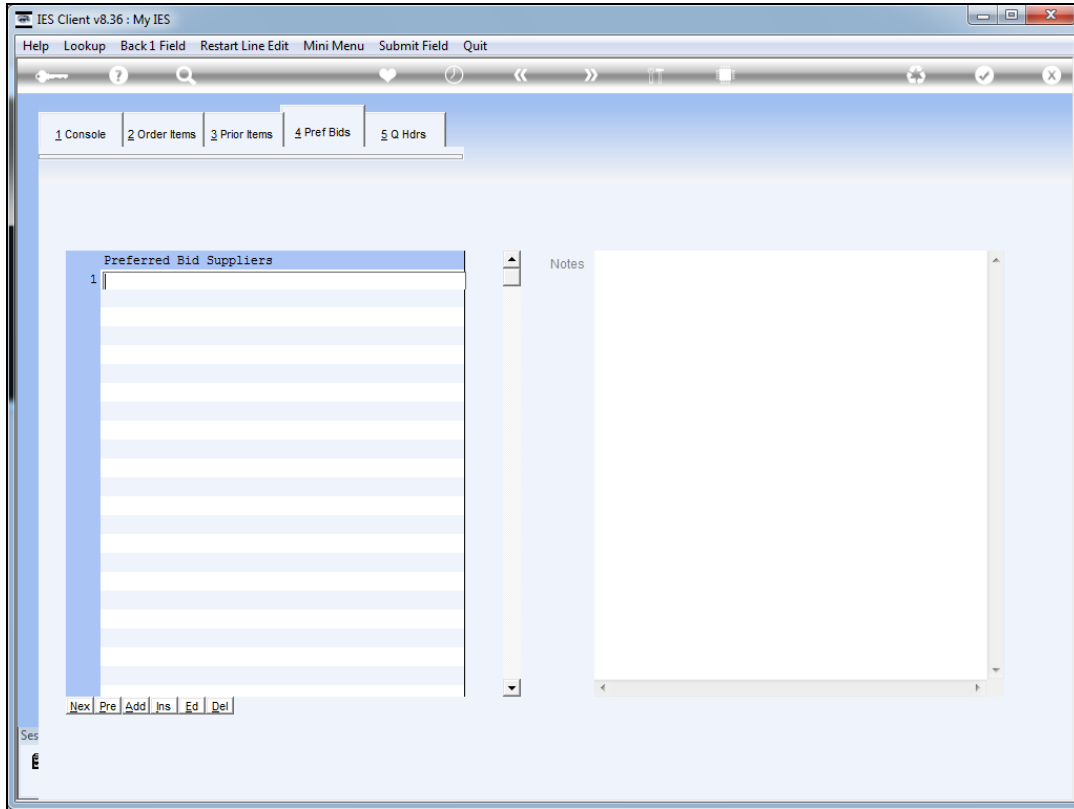 IES Client v8.36 : My IES
Help Lookup Back 1 Field Restart Line Edit Mini Menu Submit Field Quit
1 Console 2 Order Items 3 Prior Items 4 Pref Bids 5 Q Hdrs
Preferred Bid Suppliers
Notes
1
Nex Pre Add Ins Ed Del
Ses